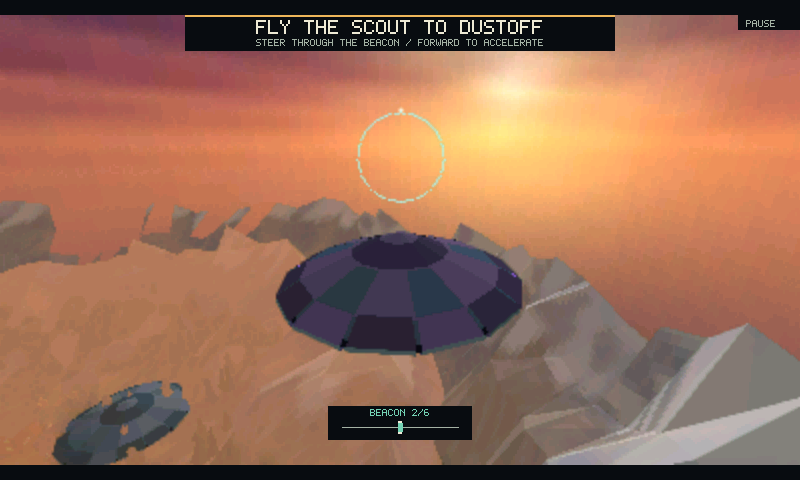 FLY THE SCOUT TO DUSTOFF
PAUSE
STEER THROUGH THE BEACON / FORWARD TO ACCELERATE
BEACON 2/6